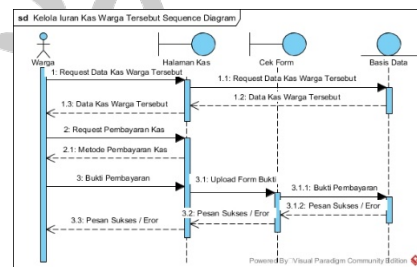 sd Kelola Iuran Kas Warga Tersebut Sequence Diagram
Warga
Halaman Kas
Cek Form
Basis Data
1: Request Data Kas Warga Tersebut
1.1: Request Data Kas Warga Tersebut
1.2: Data Kas Warga Tersebut
1.3: Data Kas Warga Tersebut
2: Request Pembayaran Kas
2.1: Metode Pembayaran Kas
3: Bukti Pembayaran
3.1: Upload Form Bukti
3.1.1: Bukti Pembayaran
3.1.2: Pesan Sukses / Eror
3.2: Pesan Sukses / Eror
3.3: Pesan Sukses / Eror
Powered By Visual Paradigm Community Edition